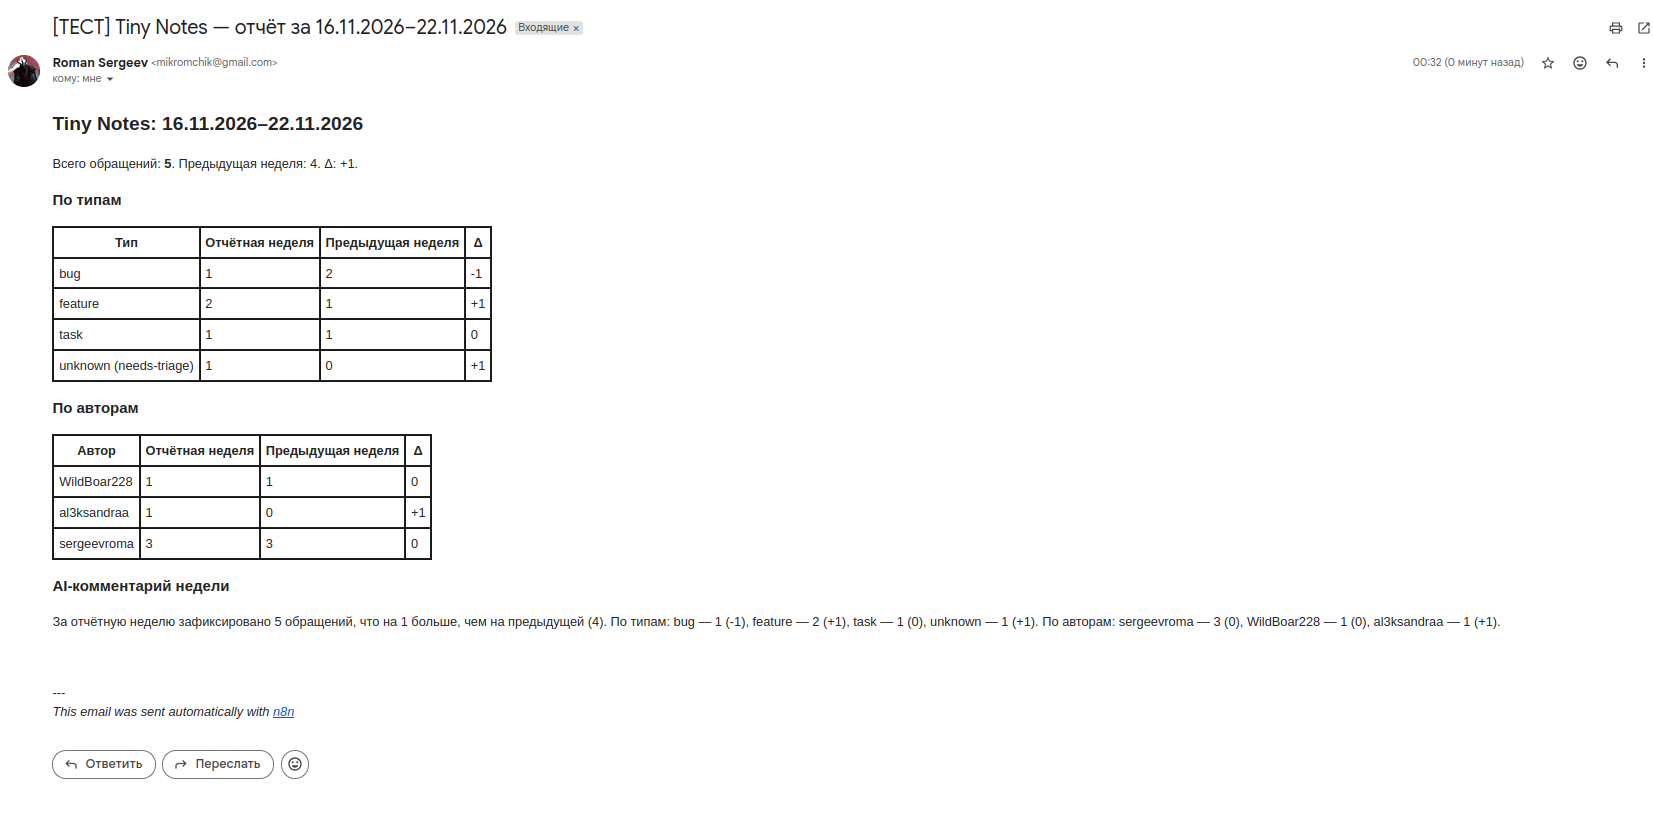 [ТЕСТ] Tiny Notes — отчёт за 16.11.2026–22.11.2026 Входящие ×
Roman Sergeev <mikromchik@gmail.com> 00:32 (0 минут назад)
кому: мне
Tiny Notes: 16.11.2026–22.11.2026
Всего обращений: 5. Предыдущая неделя: 4. Δ: +1.
По типам
Тип Отчётная неделя Предыдущая неделя Δ
bug 1 2 -1
feature 2 1 +1
task 1 1 0
unknown (needs-triage) 1 0 +1
По авторам
Автор Отчётная неделя Предыдущая неделя Δ
WildBoar228 1 1 0
al3ksandraa 1 0 +1
sergeevroma 3 3 0
AI-комментарий недели
За отчётную неделю зафиксировано 5 обращений, что на 1 больше, чем на предыдущей (4). По типам: bug — 1 (-1), feature — 2 (+1), task — 1 (0), unknown — 1 (+1). По авторам: sergeevroma — 3 (0), WildBoar228 — 1 (0), al3ksandraa — 1 (+1).
---
This email was sent automatically with n8n
Ответить Переслать